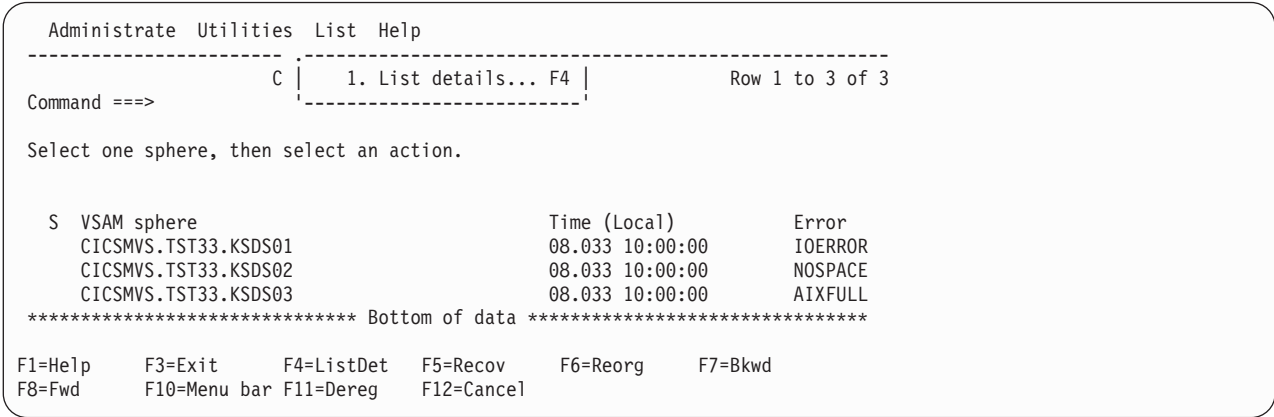 Administrate Utilities List Help
------------------------ .-------------------------------------------------------
C | 1. List details... F4 | Row 1 to 3 of 3
Command ===> '--------------------------'
Select one sphere, then select an action.
S VSAM sphere Time (Local) Error
CICSMVS.TST33.KSDS01 08.033 10:00:00 IOERROR
CICSMVS.TST33.KSDS02 08.033 10:00:00 NOSPACE
CICSMVS.TST33.KSDS03 08.033 10:00:00 AIXFULL
******************************* Bottom of data ********************************
F1=Help F3=Exit F4=ListDet F5=Recov F6=Reorg F7=Bkwd
F8=Fwd F10=Menu bar F11=Dereg F12=Cancel